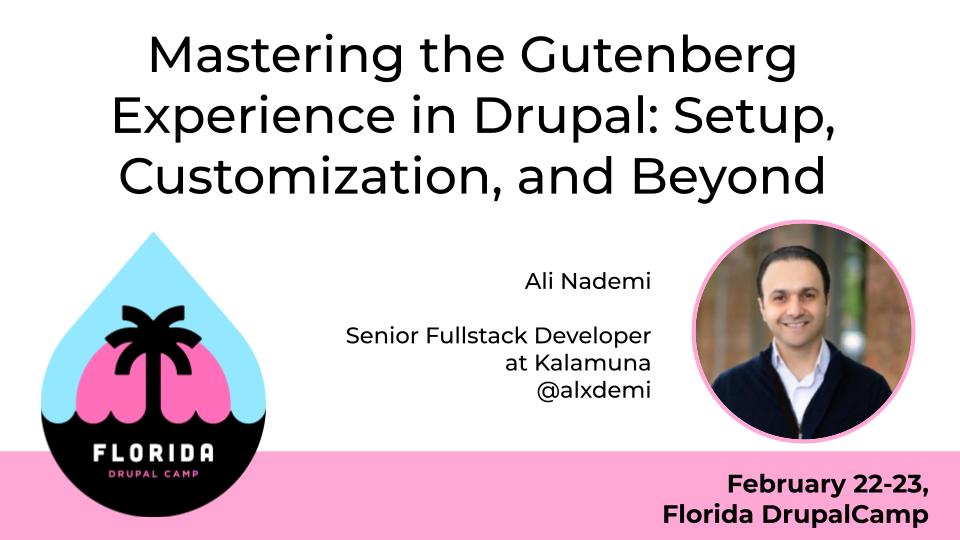 Mastering the Gutenberg
Experience in Drupal: Setup,
Customization, and Beyond
Ali Nademi
Senior Fullstack Developer
at Kalamuna
@alxdemi
FLORIDA
DRUPAL CAMP
February 22-23,
Florida DrupalCamp